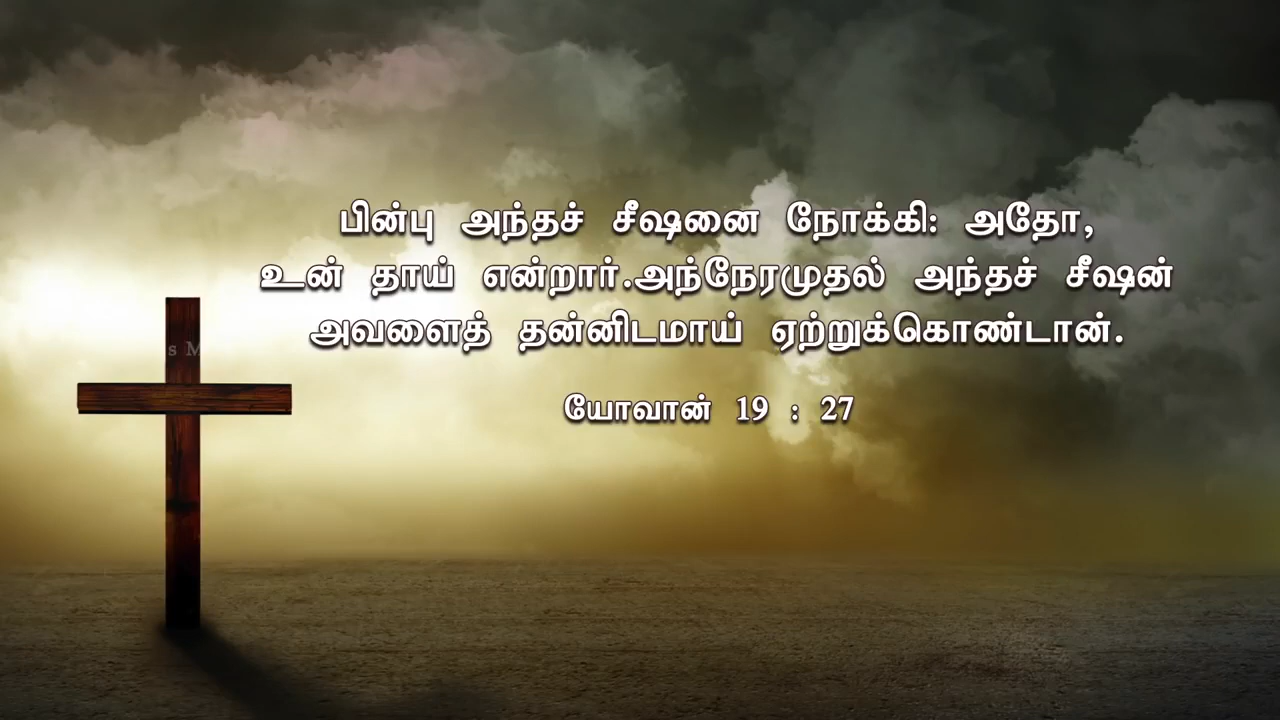 பின்பு அந்தச் சீஷனை நோக்கி: அதோ,
உன் தாய் என்றார்.அந்நேரமுதல் அந்தச் சீஷன்
அவளைத் தன்னிடமாய் ஏற்றுக்கொண்டான்.
யோவான் 19 : 27